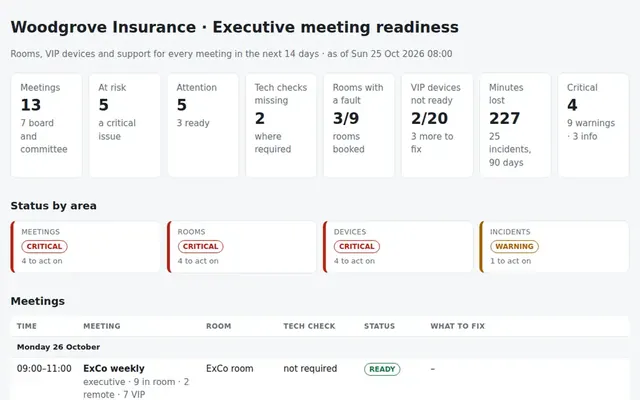 Woodgrove Insurance · Executive meeting readiness
Rooms, VIP devices and support for every meeting in the next 14 days · as of Sun 25 Oct 2026 08:00
Meetings
13
7 board
and
committee
At risk
5
a critical
issue
Attention
5
3 ready
Tech checks
missing
2
where
required
Rooms with
a fault
3/9
rooms
booked
VIP devices
not ready
2/20
3 more to
fix
Minutes
lost
227
25
incidents,
90 days
Critical
4
9 warnings
· 3 info
Status by area
MEETINGS
CRITICAL
4 to act on
ROOMS
CRITICAL
4 to act on
DEVICES
CRITICAL
4 to act on
INCIDENTS
WARNING
1 to act on
Meetings
TIME MEETING ROOM TECH CHECK STATUS WHAT TO FIX
Monday 26 October
09:00–11:00 ExCo weekly ExCo room not required READY –
executive · 9 in room · 2
remote · 7 VIP